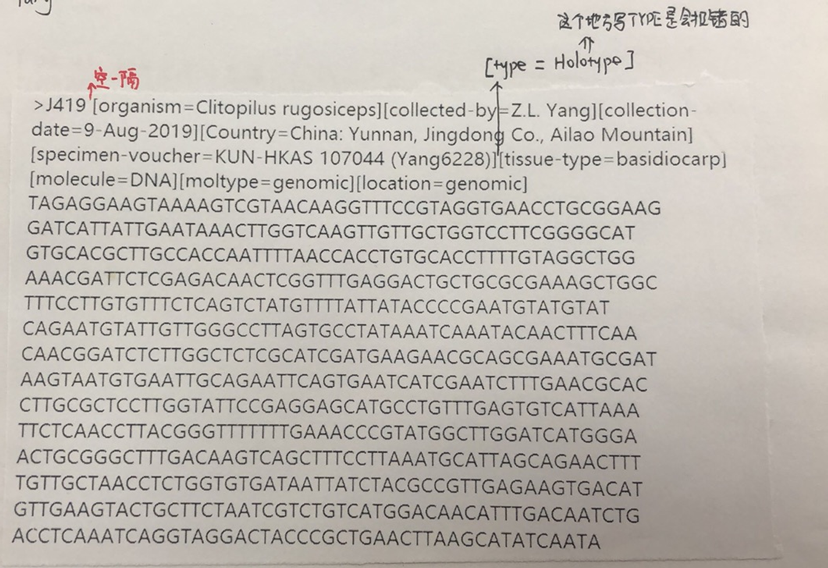 这个地方写TYPE是会报错的
[type = Holotype]
空一隔
>J419 [organism=Clitopilus rugosiceps][collected-by=Z.L. Yang][collection-
date=9-Aug-2019][Country=China: Yunnan, Jingdong Co., Ailao Mountain]
[specimen-voucher=KUN-HKAS 107044 (Yang6228)][tissue-type=basidiocarp]
[molecule=DNA][moltype=genomic][location=genomic]
TAGAGGAAGTAAAAGTCGTAACAAGGTTTCCGTAGGTGAACCTGCGGAAG
GATCATTATTGAATAAACTTGGTCAAGTTGTTGCTGGTCCTTCGGGGCAT
GTGCACGCTTGCCACCAATTTTAACCACCTGTGCACCTTTTGTAGGCTGG
AAACGATTCTCGAGACAACTCGGTTTGAGGACTGCTGCGCGAAAGCTGGC
TTTCCTTGTGTTTCTCAGTCTATGTTTTATTATACCCCGAATGTATGTAT
CAGAATGTATTGTTGGGCCTTAGTGCCTATAAATCAAATACAACTTTCAA
CAACGGATCTCTTGGCTCTCGCATCGATGAAGAACGCAGCGAAATGCGAT
AAGTAATGTGAATTGCAGAATTCAGTGAATCATCGAATCTTTGAACGCAC
CTTGCGCTCCTTGGTATTCCGAGGAGCATGCCTGTTTGAGTGTCATTAAA
TTCTCAACCTTACGGGTTTTTTTGAAACCCGTATGGCTTGGATCATGGGA
ACTGCGGGCTTTGACAAGTCAGCTTTCCTTAAATGCATTAGCAGAACTTT
TGTTGCTAACCTCTGGTGTGATAATTATCTACGCCGTTGAGAAGTGACAT
GTTGAAGTACTGCTTCTAATCGTCTGTCATGGACAACATTTGACAATCTG
ACCTCAAATCAGGTAGGACTACCCGCTGAACTTAAGCATATCAATA